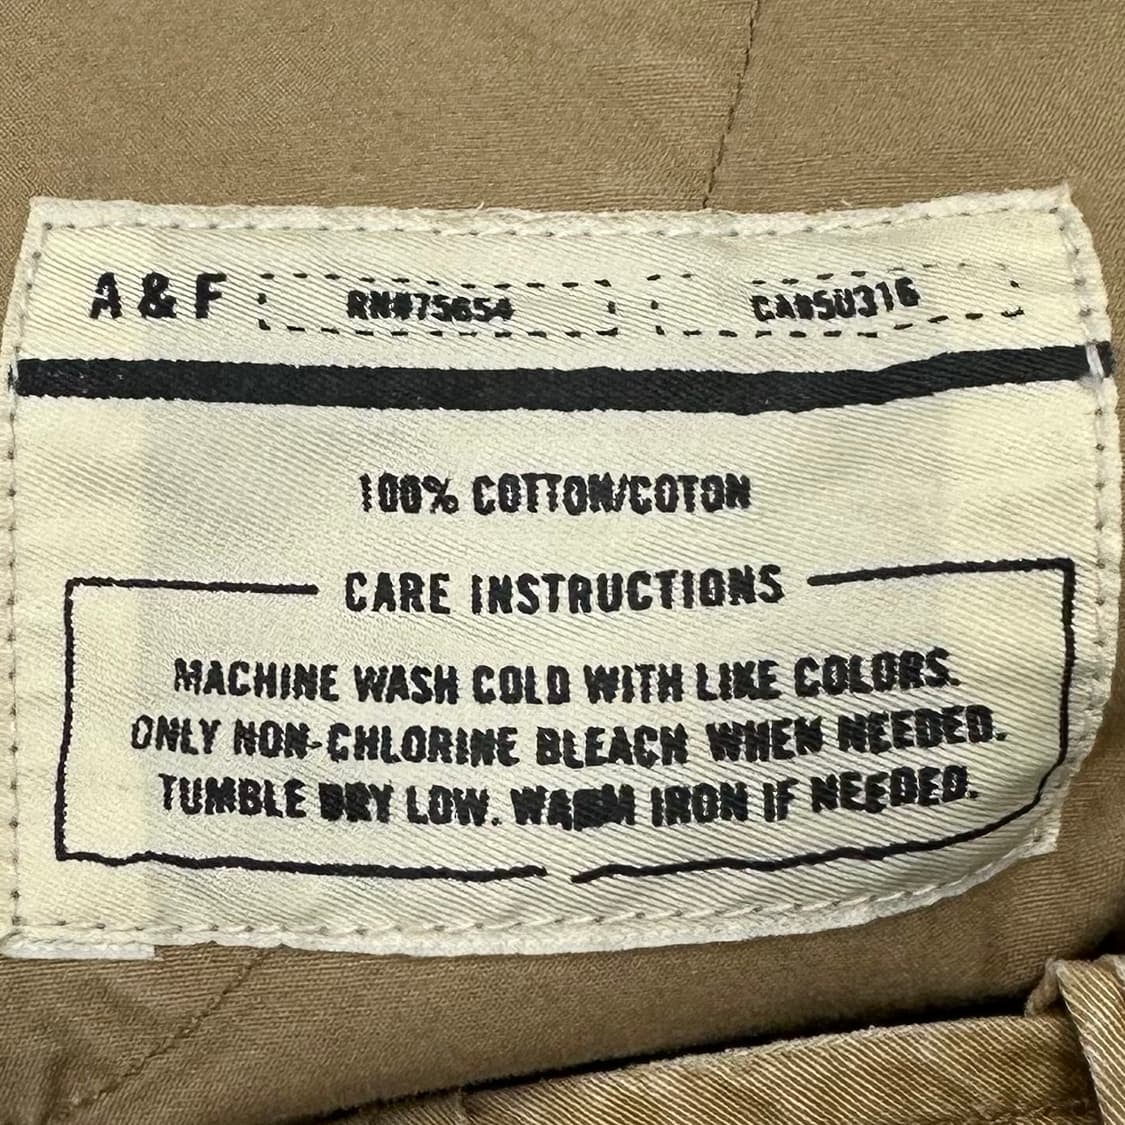 A & F RN#75654 CA#50316
100% COTTON/COTON
CARE INSTRUCTIONS
MACHINE WASH COLD WITH LIKE COLORS.
ONLY NON-CHLORINE BLEACH WHEN NEEDED.
TUMBLE DRY LOW. WARM IRON IF NEEDED.